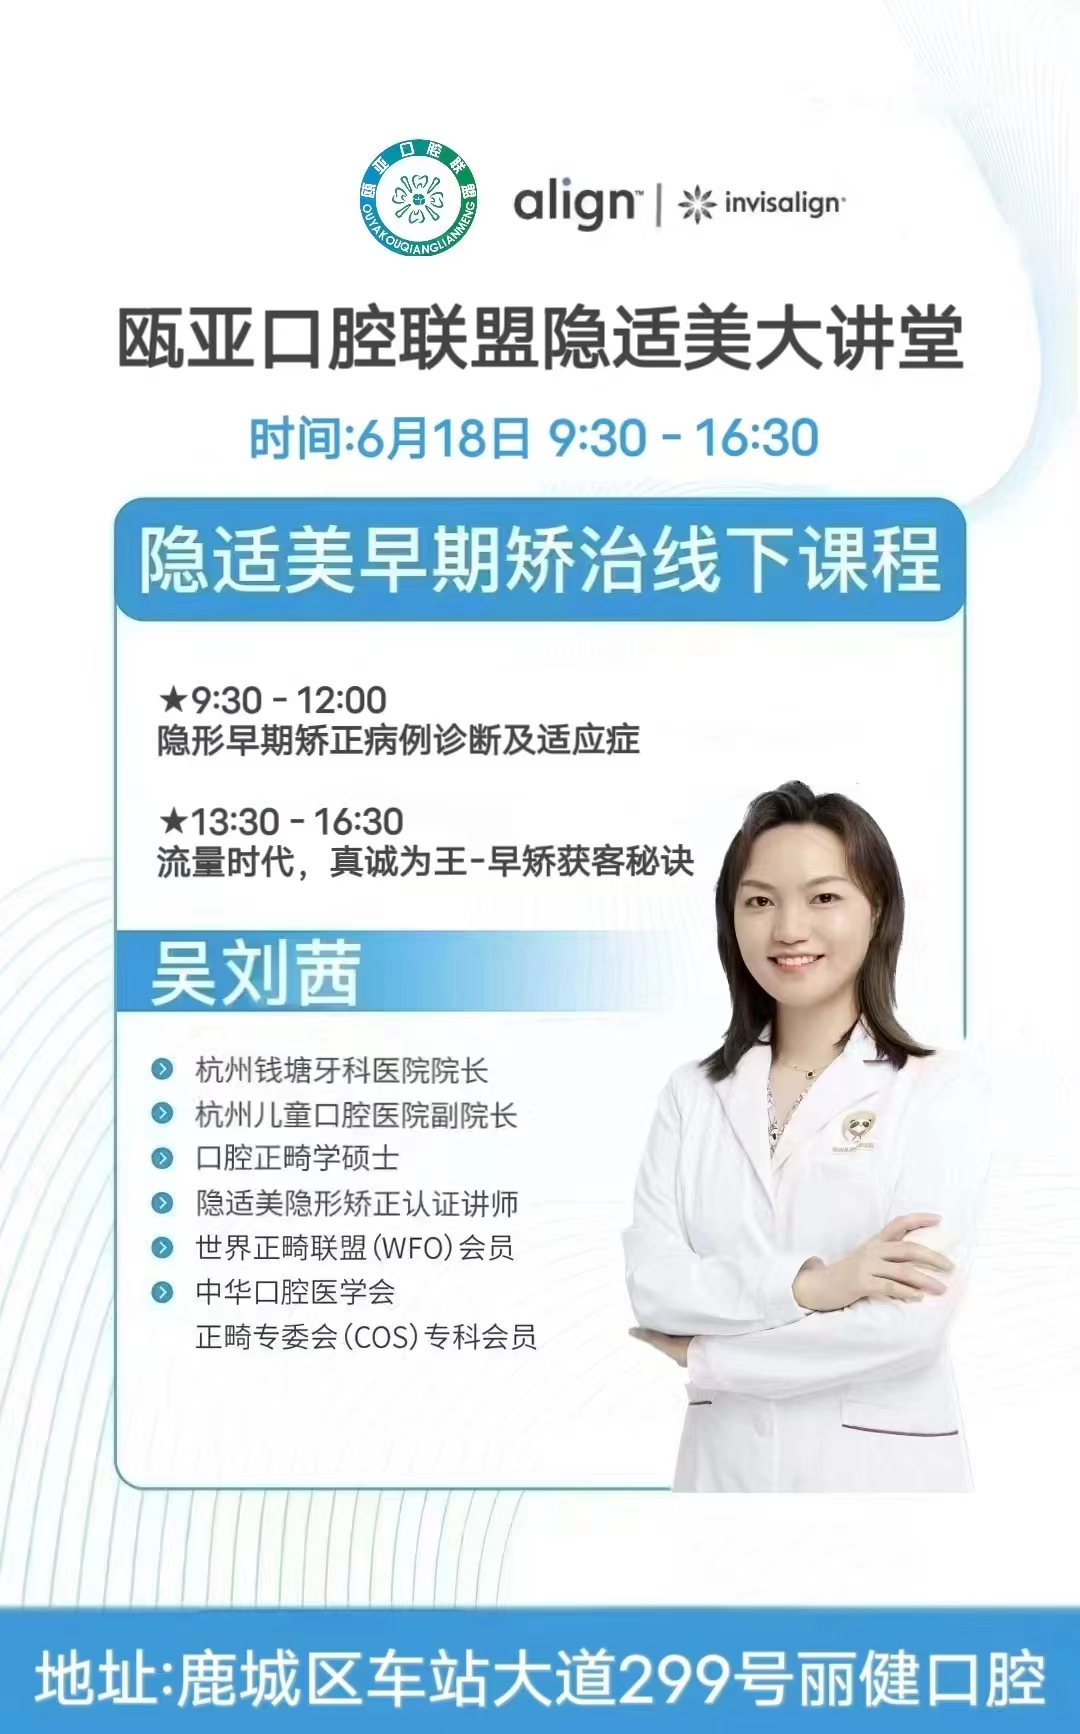 瓯亚口腔联盟
OUYAKOUQIANGLIANMENG
align™ | invisalign®
瓯亚口腔联盟隐适美大讲堂
时间:6月18日 9:30 - 16:30
隐适美早期矫治线下课程
★9:30 - 12:00
隐形早期矫正病例诊断及适应症
★13:30 - 16:30
流量时代，真诚为王-早矫获客秘诀
吴刘茜
杭州钱塘牙科医院院长
杭州儿童口腔医院副院长
口腔正畸学硕士
隐适美隐形矫正认证讲师
世界正畸联盟(WFO)会员
中华口腔医学会
正畸专委会(COS)专科会员
地址:鹿城区车站大道299号丽健口腔